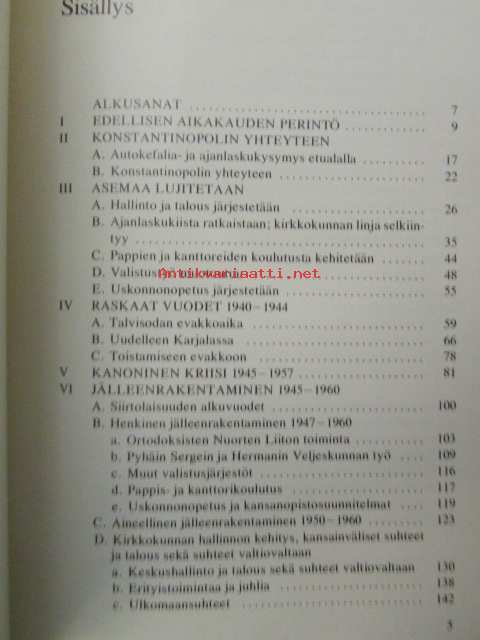 Sisällys
ALKUSANAT 7
I EDELLISEN AIKAKAUDEN PERINTÖ 9
II KONSTANTINOPOLIN YHTEYTEEN
A. Autokefalia- ja ajanlaskukysymys etualalla 17
B. Konstantinopolin yhteyteen 22
III ASEMAA LUJITETAAN
A. Hallinto ja talous järjestetään 26
B. Ajanlaskukiista ratkaistaan; kirkkokunnan linja selkiin-
tyy 35
C. Pappien ja kanttoreiden koulutusta kehitetään 44
D. Valistustyö 48
Antikvariaatti.net
E. Uskonnonopetus järjestetään 55
IV RASKAAT VUODET 1940–1944
A. Talvisodan evakkoaika 59
B. Uudelleen Karjalassa 66
C. Toistamiseen evakkoon 78
V KANONINEN KRIISI 1945–1957 81
VI JÄLLEENRAKENTAMINEN 1945–1960
A. Siirtolaisuuden alkuvuodet 100
B. Henkinen jälleenrakentaminen 1947–1960
a. Ortodoksisten Nuorten Liiton toiminta 103
b. Pyhäin Sergein ja Hermanin Veljeskunnan työ 109
c. Muut valistusjärjestöt 116
d. Pappis- ja kanttorikoulutus 117
e. Uskonnonopetus ja kansanopistosuunnitelmat 119
C. Aineellinen jälleenrakentaminen 1950–1960 123
D. Kirkkokunnan hallinnon kehitys, kansainväliset suhteet
ja talous sekä suhteet valtiovaltaan
a. Keskushallinto ja talous sekä suhteet valtiovaltaan 130
b. Erityistoimintaa ja juhlia 138
c. Ulkomaansuhteet 142
5